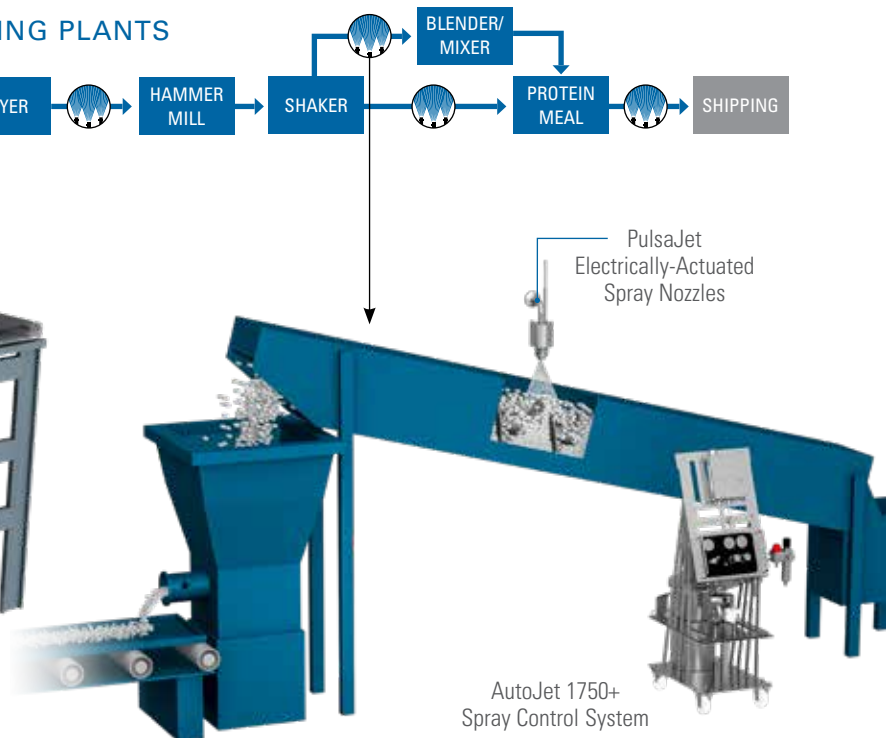 ING PLANTS
YER
HAMMER
MILL
SHAKER
BLENDER/
MIXER
PROTEIN
MEAL
SHIPPING
PulsaJet
Electrically-Actuated
Spray Nozzles
AutoJet 1750+
Spray Control System